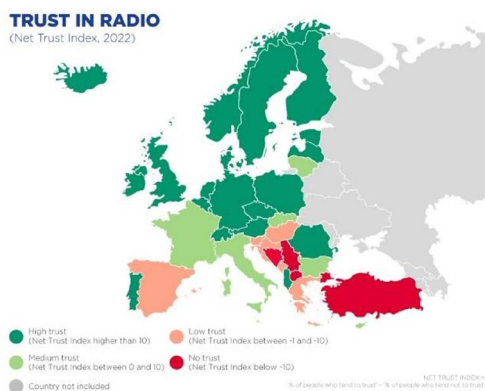 TRUST IN RADIO
(Net Trust Index, 2022)
High trust
(Net Trust Index higher than 10)
Medium trust
(Net Trust Index between 0 and 10)
Country not included
Low trust
(Net Trust Index between -1 and -10)
No trust
(Net Trust Index below -10)
NET TRUST INDEX =
% of people who tend to trust - % of people who tend not to trust